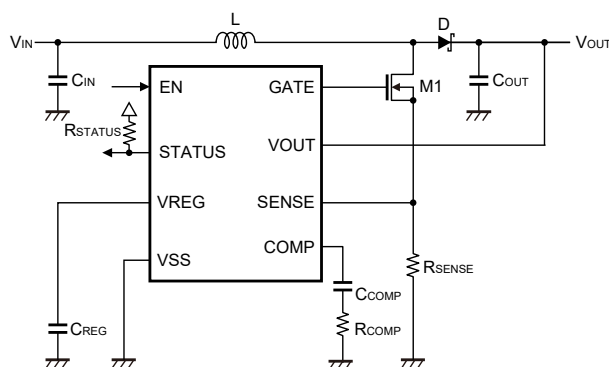 L
D
VIN
VOUT
CIN
EN
GATE
M1
COUT
RSTATUS
STATUS
VOUT
VREG
SENSE
COMP
VSS
RSENSE
CCOMP
CREG
RCOMP